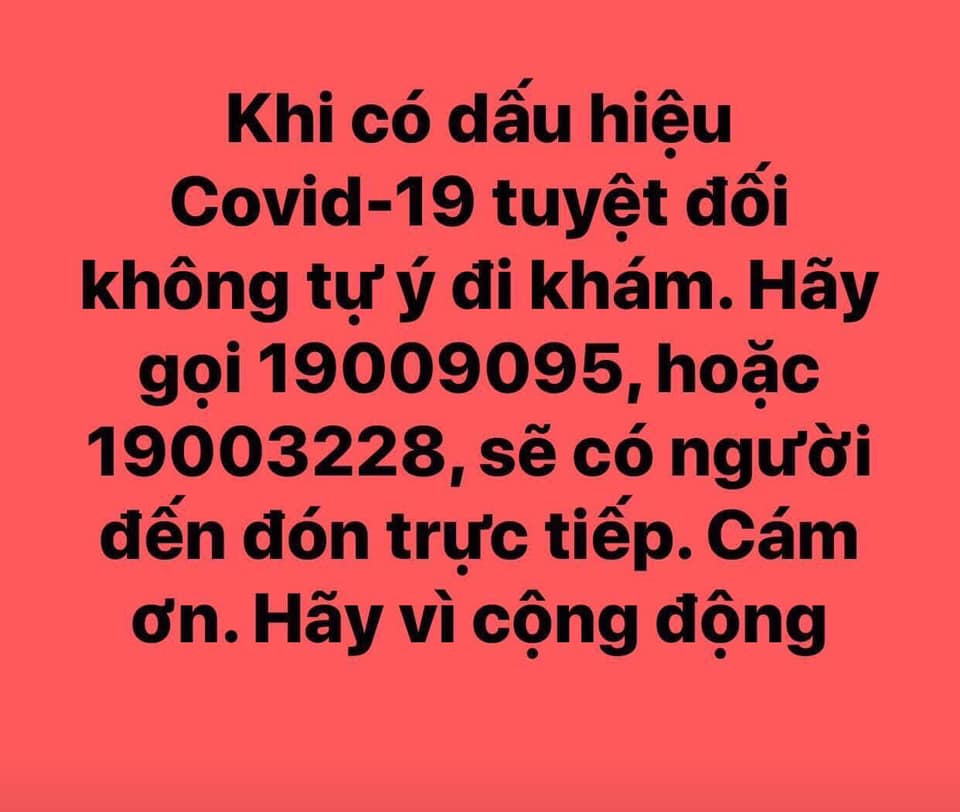 Khi có dấu hiệu
Covid-19 tuyệt đối
không tự ý đi khám. Hãy
gọi 19009095, hoặc
19003228, sẽ có người
đến đón trực tiếp. Cám
ơn. Hãy vì cộng động